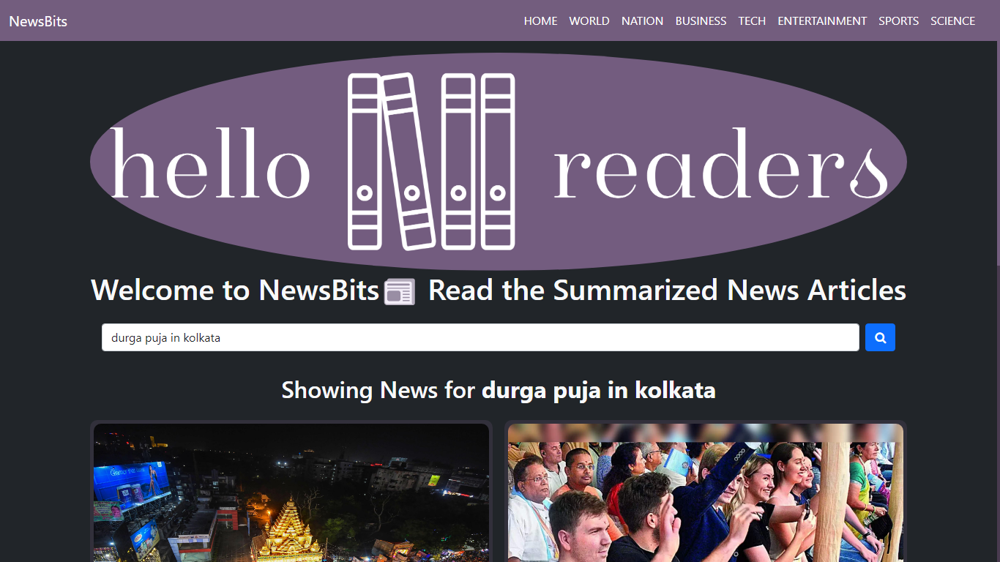 NewsBits
HOME WORLD NATION BUSINESS TECH ENTERTAINMENT SPORTS SCIENCE
hello readers
Welcome to NewsBits Read the Summarized News Articles
durga puja in kolkata
Showing News for durga puja in kolkata